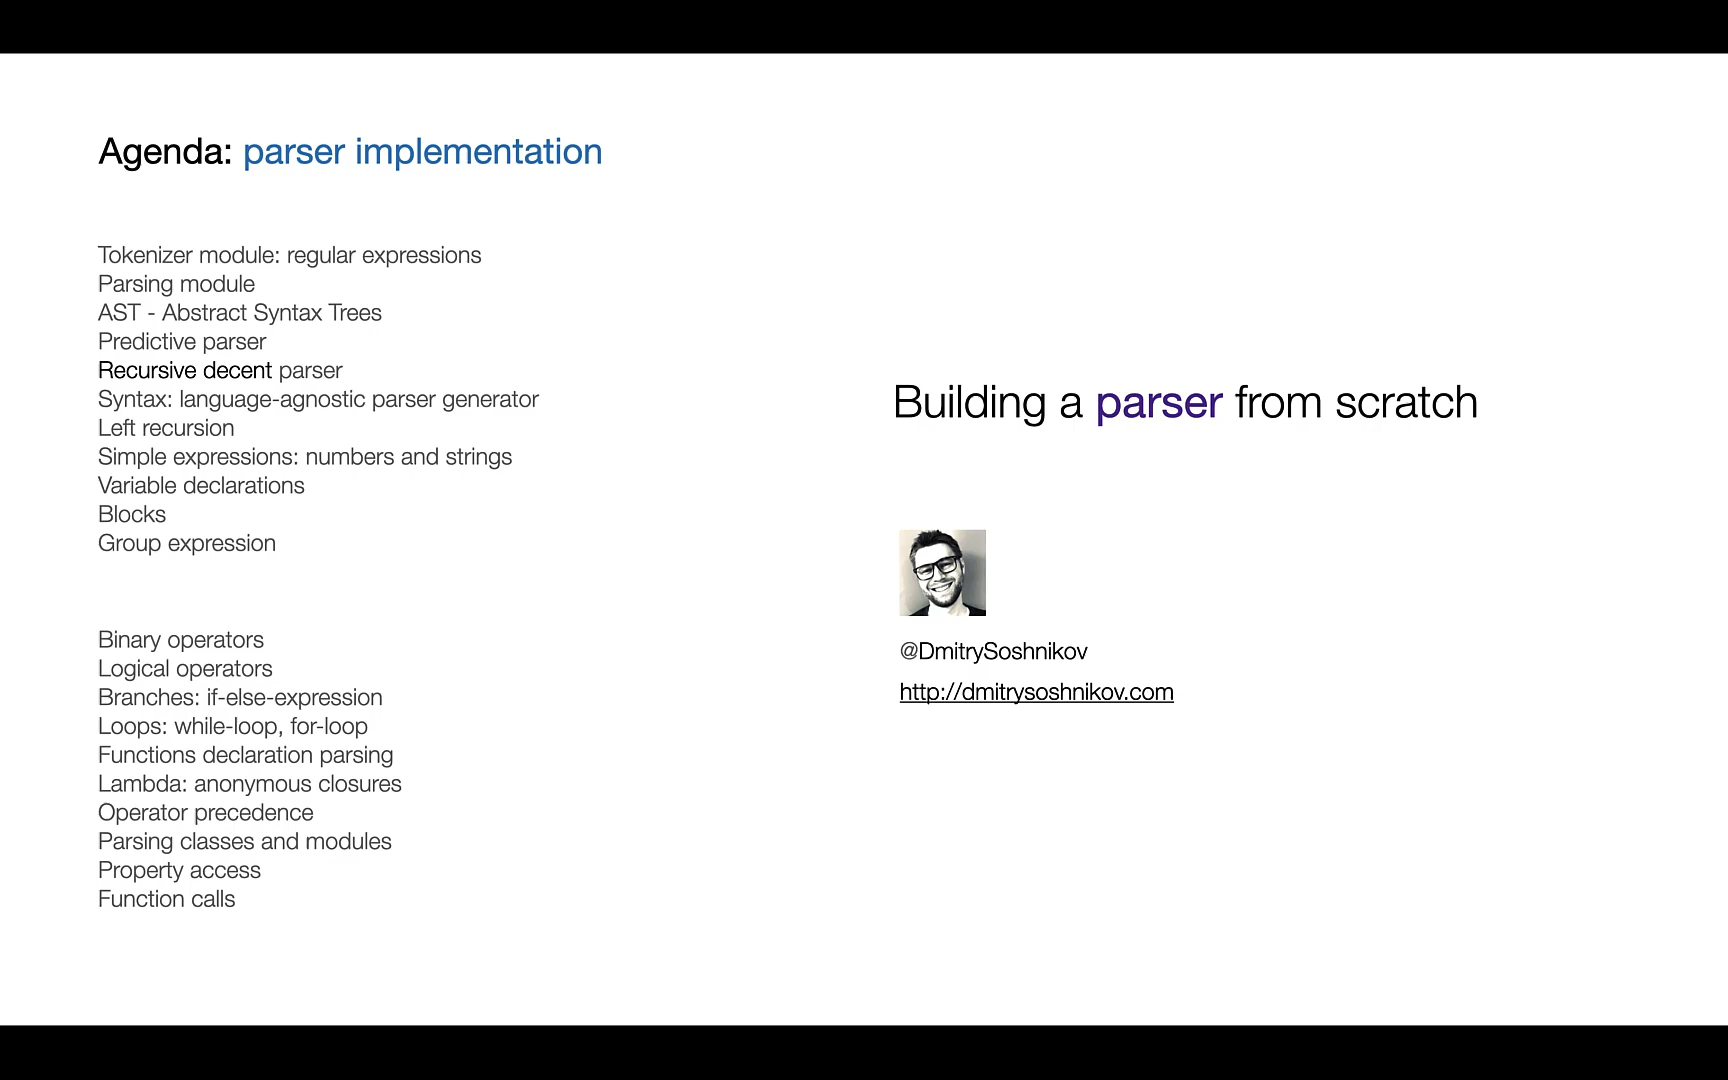 Agenda: parser implementation
Tokenizer module: regular expressions
Parsing module
AST - Abstract Syntax Trees
Predictive parser
Recursive decent parser
Syntax: language-agnostic parser generator
Left recursion
Simple expressions: numbers and strings
Variable declarations
Blocks
Group expression
Binary operators
Logical operators
Branches: if-else-expression
Loops: while-loop, for-loop
Functions declaration parsing
Lambda: anonymous closures
Operator precedence
Parsing classes and modules
Property access
Function calls
Building a parser from scratch
@DmitrySoshnikov
http://dmitrysoshnikov.com